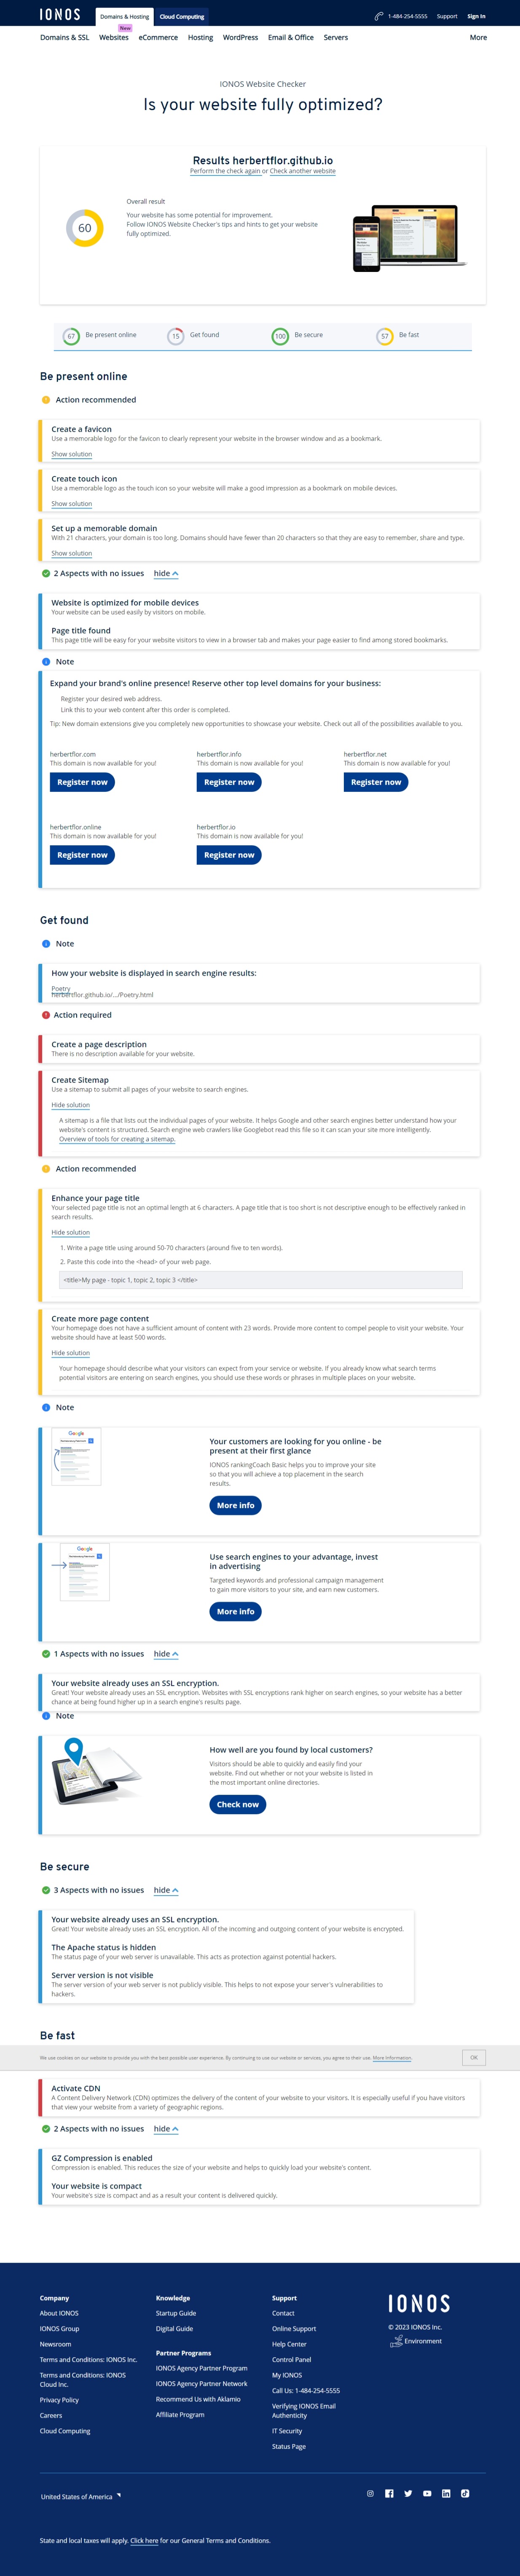 IONOS
Domains & Hosting
Cloud Computing
1-484-254-5555
Support
Sign In
New
Domains & SSL
Websites
eCommerce
Hosting
WordPress
Email & Office
Servers
More
IONOS Website Checker
Is your website fully optimized?
Results herbertflor.github.io
Perform the check again or Check another website
60
Overall result
Your website has some potential for improvement.
Follow IONOS Website Checker's tips and hints to get your website
fully optimized.
67 Be present online
15 Get found
100 Be secure
57 Be fast
Be present online
Action recommended
Create a favicon
Use a memorable logo for the favicon to clearly represent your website in the browser window and as a bookmark.
Show solution
Create touch icon
Use a memorable logo as the touch icon so your website will make a good impression as a bookmark on mobile devices.
Show solution
Set up a memorable domain
With 21 characters, your domain is too long. Domains should have fewer than 20 characters so that they are easy to remember, share and type.
Show solution
2 Aspects with no issues hide
Website is optimized for mobile devices
Your website can be used easily by visitors on mobile.
Page title found
This page title will be easy for your website visitors to view in a browser tab and makes your page easier to find among stored bookmarks.
Note
Expand your brand's online presence! Reserve other top level domains for your business:
Register your desired web address.
Link this to your web content after this order is completed.
Tip: New domain extensions give you completely new opportunities to showcase your website. Check out all of the possibilities available to you.
herbertflor.com
This domain is now available for you!
Register now
herbertflor.info
This domain is now available for you!
Register now
herbertflor.net
This domain is now available for you!
Register now
herbertflor.online
This domain is now available for you!
Register now
herbertflor.io
This domain is now available for you!
Register now
Get found
Note
How your website is displayed in search engine results:
Poetry
herbertflor.github.io/.../Poetry.html
Action required
Create a page description
There is no description available for your website.
Create Sitemap
Use a sitemap to submit all pages of your website to search engines.
Hide solution
A sitemap is a file that lists out the individual pages of your website. It helps Google and other search engines better understand how your
website's content is structured. Search engine web crawlers like Googlebot read this file so it can scan your site more intelligently.
Overview of tools for creating a sitemap.
Action recommended
Enhance your page title
Your selected page title is not an optimal length at 6 characters. A page title that is too short is not descriptive enough to be effectively ranked in
search results.
Hide solution
1. Write a page title using around 50-70 characters (around five to ten words).
2. Paste this code into the <head> of your web page.
<title>My page - topic 1, topic 2, topic 3 </title>
Create more page content
Your homepage does not have a sufficient amount of content with 23 words. Provide more content to compel people to visit your website. Your
website should have at least 500 words.
Hide solution
Your homepage should describe what your visitors can expect from your service or website. If you already know what search terms
potential visitors are entering on search engines, you should use these words or phrases in multiple places on your website.
Note
Google
Your customers are looking for you online - be
present at their first glance
IONOS rankingCoach Basic helps you to improve your site
so that you will achieve a top placement in the search
results.
More info
Google
Use search engines to your advantage, invest
in advertising
Targeted keywords and professional campaign management
to gain more visitors to your site, and earn new customers.
More info
1 Aspects with no issues hide
Your website already uses an SSL encryption.
Great! Your website already uses an SSL encryption. Websites with SSL encryptions rank higher on search engines, so your website has a better
chance at being found higher up in a search engine's results page.
Note
How well are you found by local customers?
Visitors should be able to quickly and easily find your
website. Find out whether or not your website is listed in
the most important online directories.
Check now
Be secure
3 Aspects with no issues hide
Your website already uses an SSL encryption.
Great! Your website already uses an SSL encryption. All of the incoming and outgoing content of your website is encrypted.
The Apache status is hidden
The status page of your web server is unavailable. This acts as protection against potential hackers.
Server version is not visible
The server version of your web server is not publicly visible. This helps to not expose your server's vulnerabilities to
hackers.
Be fast
We use cookies on our website to provide you with the best possible user experience. By continuing to use our website or services, you agree to their use. More Information.
OK
Activate CDN
A Content Delivery Network (CDN) optimizes the delivery of the content of your website to your visitors. It is especially useful if you have visitors
that view your website from a variety of geographic regions.
2 Aspects with no issues hide
GZ Compression is enabled
Compression is enabled. This reduces the size of your website and helps to quickly load your website's content.
Your website is compact
Your website's size is compact and as a result your content is delivered quickly.
Company
About IONOS
IONOS Group
Newsroom
Terms and Conditions: IONOS Inc.
Terms and Conditions: IONOS
Cloud Inc.
Privacy Policy
Careers
Cloud Computing
Knowledge
Startup Guide
Digital Guide
Partner Programs
IONOS Agency Partner Program
IONOS Agency Partner Network
Recommend Us with Aklamio
Affiliate Program
Support
Contact
Online Support
Help Center
Control Panel
My IONOS
Call Us: 1-484-254-5555
Verifying IONOS Email
Authenticity
IT Security
Status Page
IONOS
© 2023 IONOS Inc.
Environment
United States of America
State and local taxes will apply. Click here for our General Terms and Conditions.